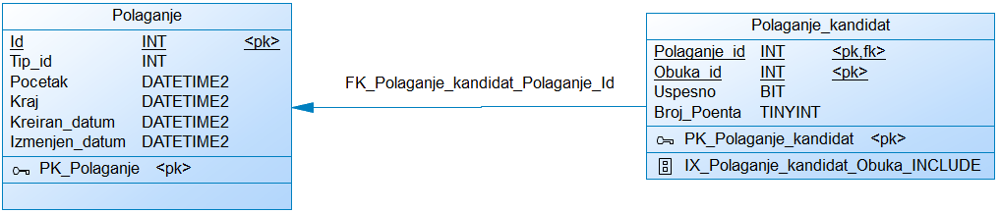 Polaganje
Id INT <pk>
Tip_id INT
Pocetak DATETIME2
Kraj DATETIME2
Kreiran_datum DATETIME2
Izmenjen_datum DATETIME2
PK_Polaganje <pk>
FK_Polaganje_kandidat_Polaganje_Id
Polaganje_kandidat
Polaganje_id INT <pk,fk>
Obuka_id INT <pk>
Uspesno BIT
Broj_Poenta TINYINT
PK_Polaganje_kandidat <pk>
IX_Polaganje_kandidat_Obuka_INCLUDE